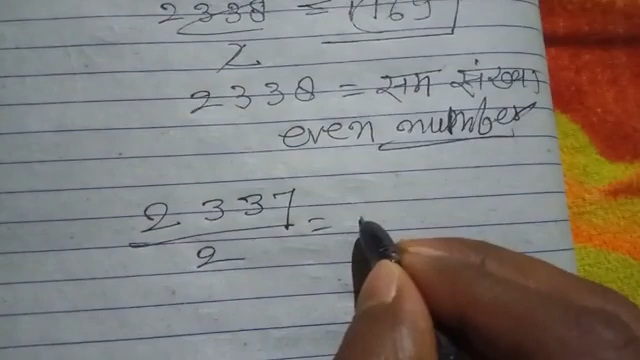 2338 = 1169
2
2338 = सम संख्या
even number
2337 =
2